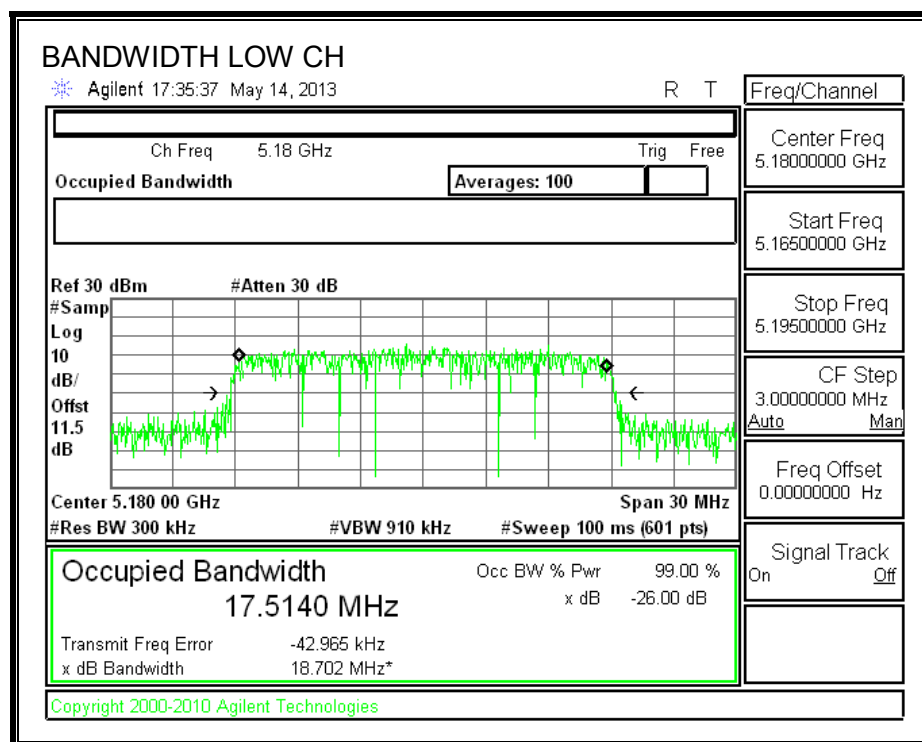 BANDWIDTH LOW CH
Agilent 17:35:37 May 14, 2013 R T
Freq/Channel
Ch Freq 5.18 GHz Trig Free
Occupied Bandwidth Averages: 100
Center Freq
5.18000000 GHz
Start Freq
5.16500000 GHz
Stop Freq
5.19500000 GHz
CF Step
3.00000000 MHz
Auto Man
Freq Offset
0.00000000 Hz
Signal Track
On Off
Ref 30 dBm #Atten 30 dB
#Samp
Log
10
dB/
Offst
11.5
dB
Center 5.180 00 GHz Span 30 MHz
#Res BW 300 kHz #VBW 910 kHz #Sweep 100 ms (601 pts)
Occupied Bandwidth Occ BW % Pwr 99.00 %
17.5140 MHz x dB -26.00 dB
Transmit Freq Error -42.965 kHz
x dB Bandwidth 18.702 MHz*
Copyright 2000-2010 Agilent Technologies